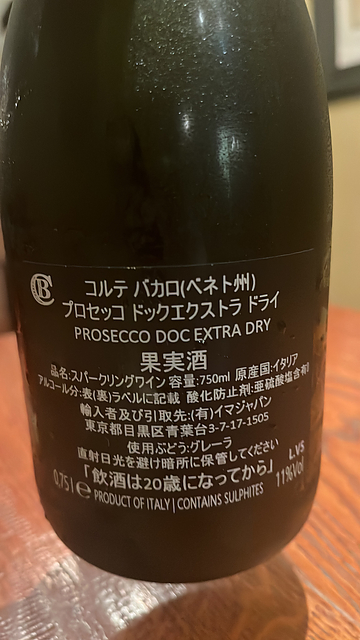 CB
コルテ バカロ(ベネト州)
プロセッコ ドックエクストラ ドライ
PROSECCO DOC EXTRA DRY
果実酒
品名:スパークリングワイン 容量:750ml 原産国:イタリア
アルコール分:表(裏)ラベルに記載 酸化防止剤:亜硫酸塩含有)
輸入者及び引取先:(有)イマジャパン
東京都目黒区青葉台3-7-17-1505
使用ぶどう:グレーラ
直射日光を避け暗所に保管してください
「飲酒は20歳になってから」
L.VS
0.75 l e PRODUCT OF ITALY | CONTAINS SULPHITES 11%Vol